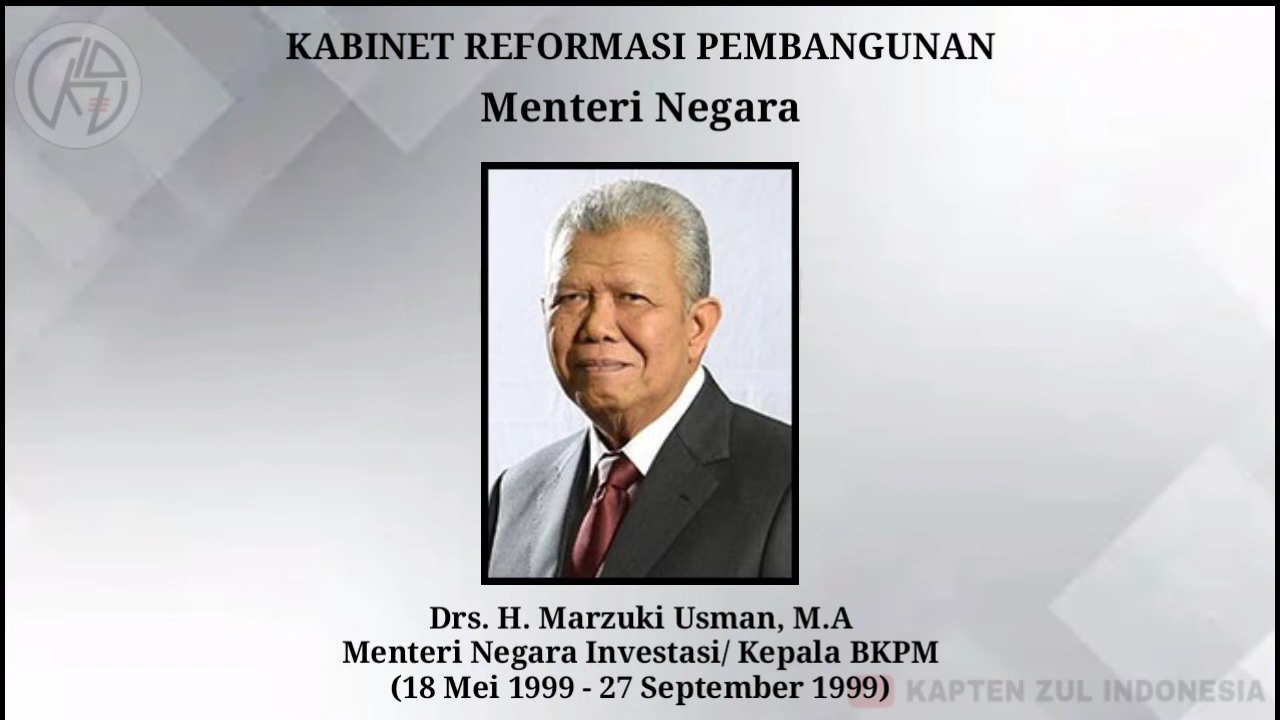 KABINET REFORMASI PEMBANGUNAN
Menteri Negara
Drs. H. Marzuki Usman, M.A
Menteri Negara Investasi/ Kepala BKPM
(18 Mei 1999 - 27 September 1999)
KAPTEN ZUL INDONESIA